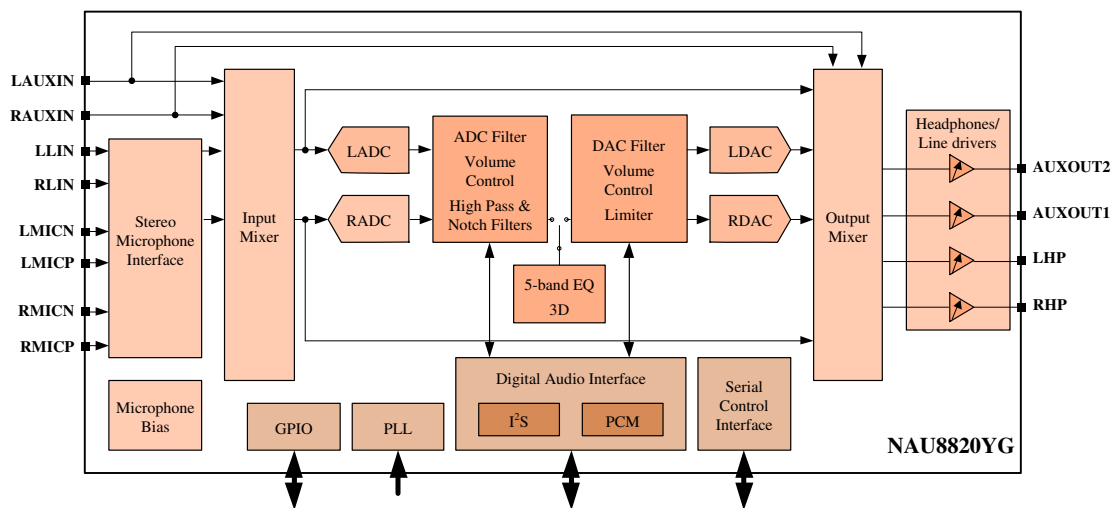 LAUXIN
RAUXIN
LLIN
RLIN
LMICN
LMICP
RMICN
RMICP
Stereo
Microphone
Interface
Microphone
Bias
Input
Mixer
LADC
RADC
ADC Filter
Volume
Control
High Pass &
Notch Filters
DAC Filter
Volume
Control
Limiter
5-band EQ
3D
LDAC
RDAC
Output
Mixer
Headphones/
Line drivers
AUXOUT2
AUXOUT1
LHP
RHP
GPIO
PLL
Digital Audio Interface
I²S
PCM
Serial
Control
Interface
NAU8820YG